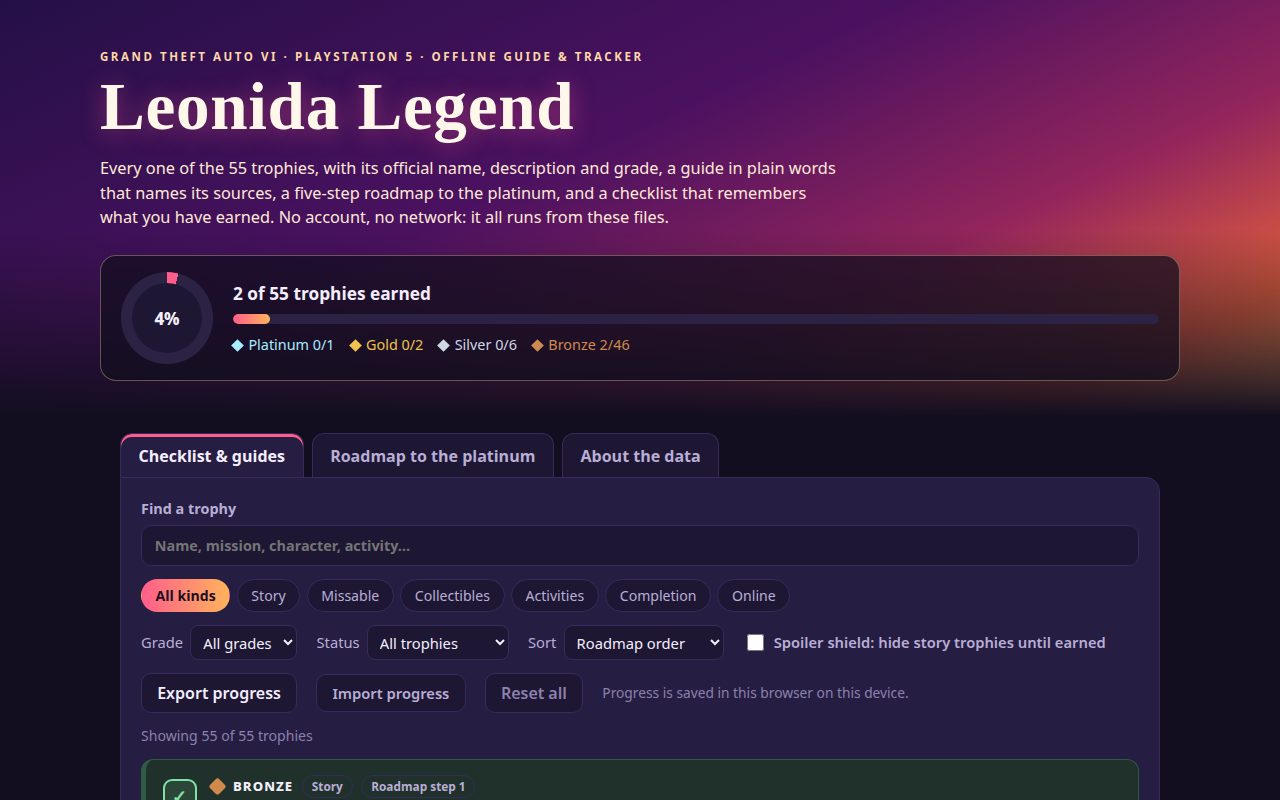 GRAND THEFT AUTO VI · PLAYSTATION 5 · OFFLINE GUIDE & TRACKER
Leonida Legend
Every one of the 55 trophies, with its official name, description and grade, a guide in plain words
that names its sources, a five-step roadmap to the platinum, and a checklist that remembers
what you have earned. No account, no network: it all runs from these files.
4%
2 of 55 trophies earned
Platinum 0/1 Gold 0/2 Silver 0/6 Bronze 2/46
Checklist & guides Roadmap to the platinum About the data
Find a trophy
Name, mission, character, activity...
All kinds Story Missable Collectibles Activities Completion Online
Grade All grades Status All trophies Sort Roadmap order Spoiler shield: hide story trophies until earned
Export progress Import progress Reset all Progress is saved in this browser on this device.
Showing 55 of 55 trophies
BRONZE Story Roadmap step 1